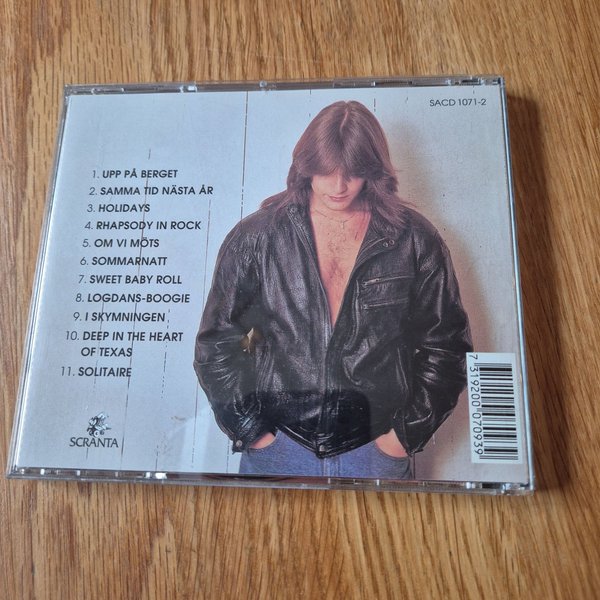 SACD 1071-2
1. UPP PÅ BERGET
2. SAMMA TID NÄSTA ÅR
3. HOLIDAYS
4. RHAPSODY IN ROCK
5. OM VI MÖTS
6. SOMMARNATT
7. SWEET BABY ROLL
8. LOGDANS-BOOGIE
9. I SKYMNINGEN
10. DEEP IN THE HEART
OF TEXAS
11. SOLITAIRE
SCRANTA
7 319200 070939